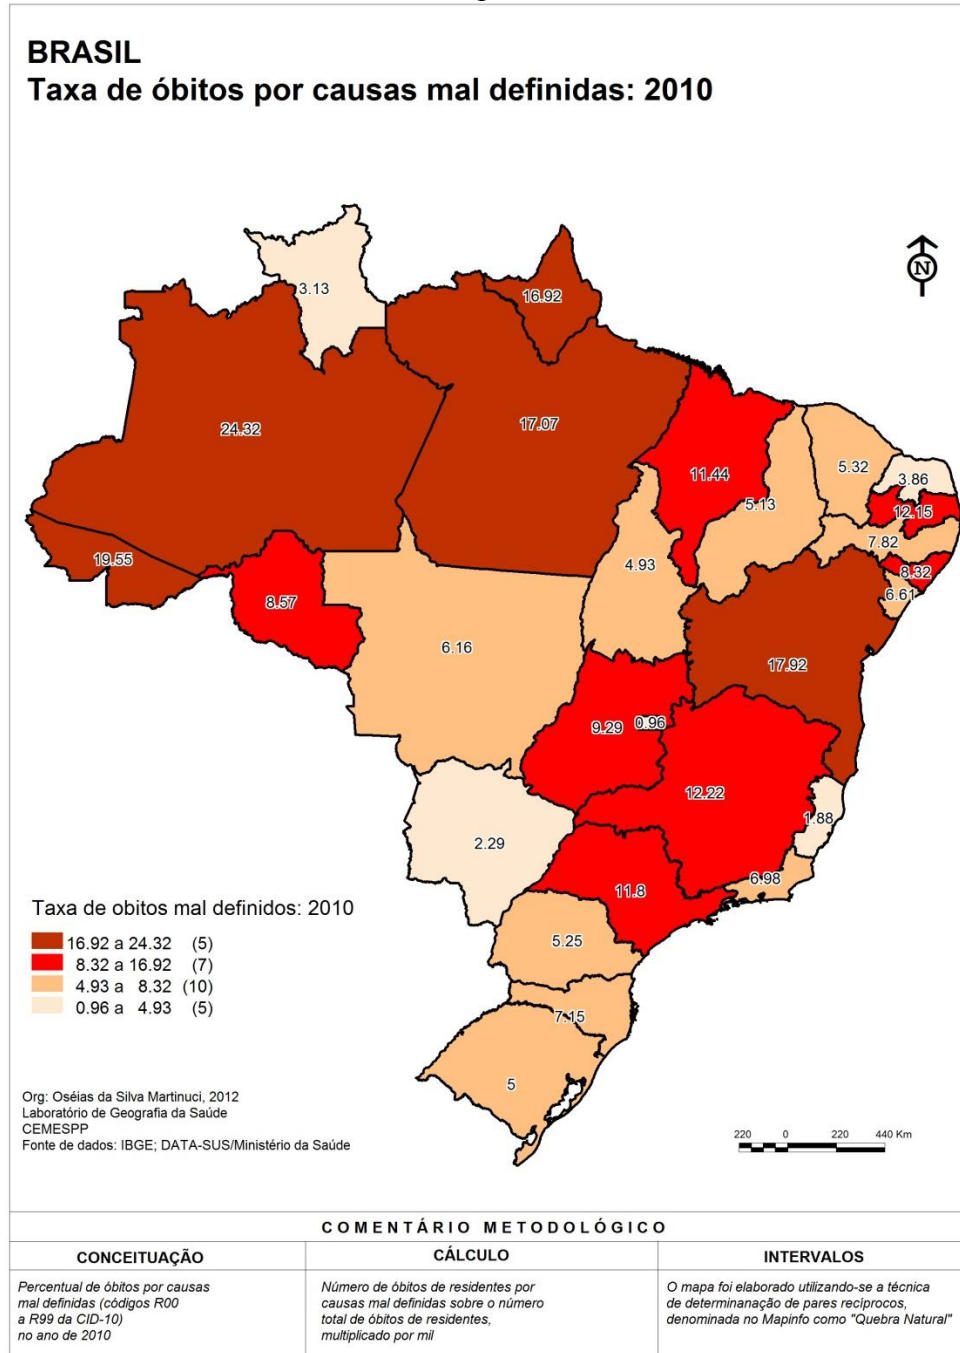 BRASIL
Taxa de óbitos por causas mal definidas: 2010
N
3.13
16.92
24.32
17.07
11.44
5.32
3.86
5.13
12.15
7.82
4.93
8.32
6.61
19.55
8.57
6.16
17.92
9.29
0.96
12.22
1.88
2.29
6.98
11.8
5.25
7.15
5
Taxa de obitos mal definidos: 2010
16.92 a 24.32 (5)
8.32 a 16.92 (7)
4.93 a 8.32 (10)
0.96 a 4.93 (5)
Org: Oséias da Silva Martinuci, 2012
Laboratório de Geografia da Saúde
CEMESPP
Fonte de dados: IBGE; DATA-SUS/Ministério da Saúde
220 0 220 440 Km
COMENTÁRIO METODOLÓGICO
CONCEITUAÇÃO
Percentual de óbitos por causas
mal definidas (códigos R00
a R99 da CID-10)
no ano de 2010
CÁLCULO
Número de óbitos de residentes por
causas mal definidas sobre o número
total de óbitos de residentes,
multiplicado por mil
INTERVALOS
O mapa foi elaborado utilizando-se a técnica
de determinanação de pares recíprocos,
denominada no Mapinfo como "Quebra Natural"